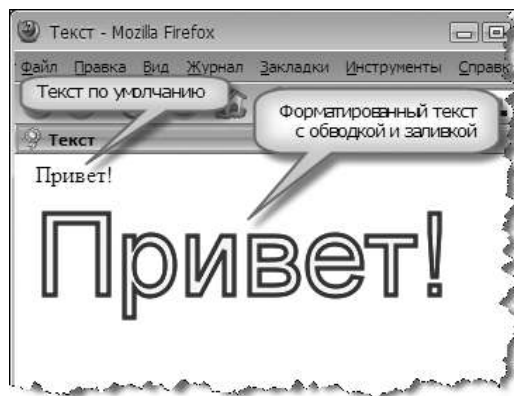 Текст - Mozilla Firefox
Файл Правка Вид Журнал Закладки Инструменты Справк
Текст по умолчанию
Форматированный текст
с обводкой и заливкой
Текст
Привет!
Привет!